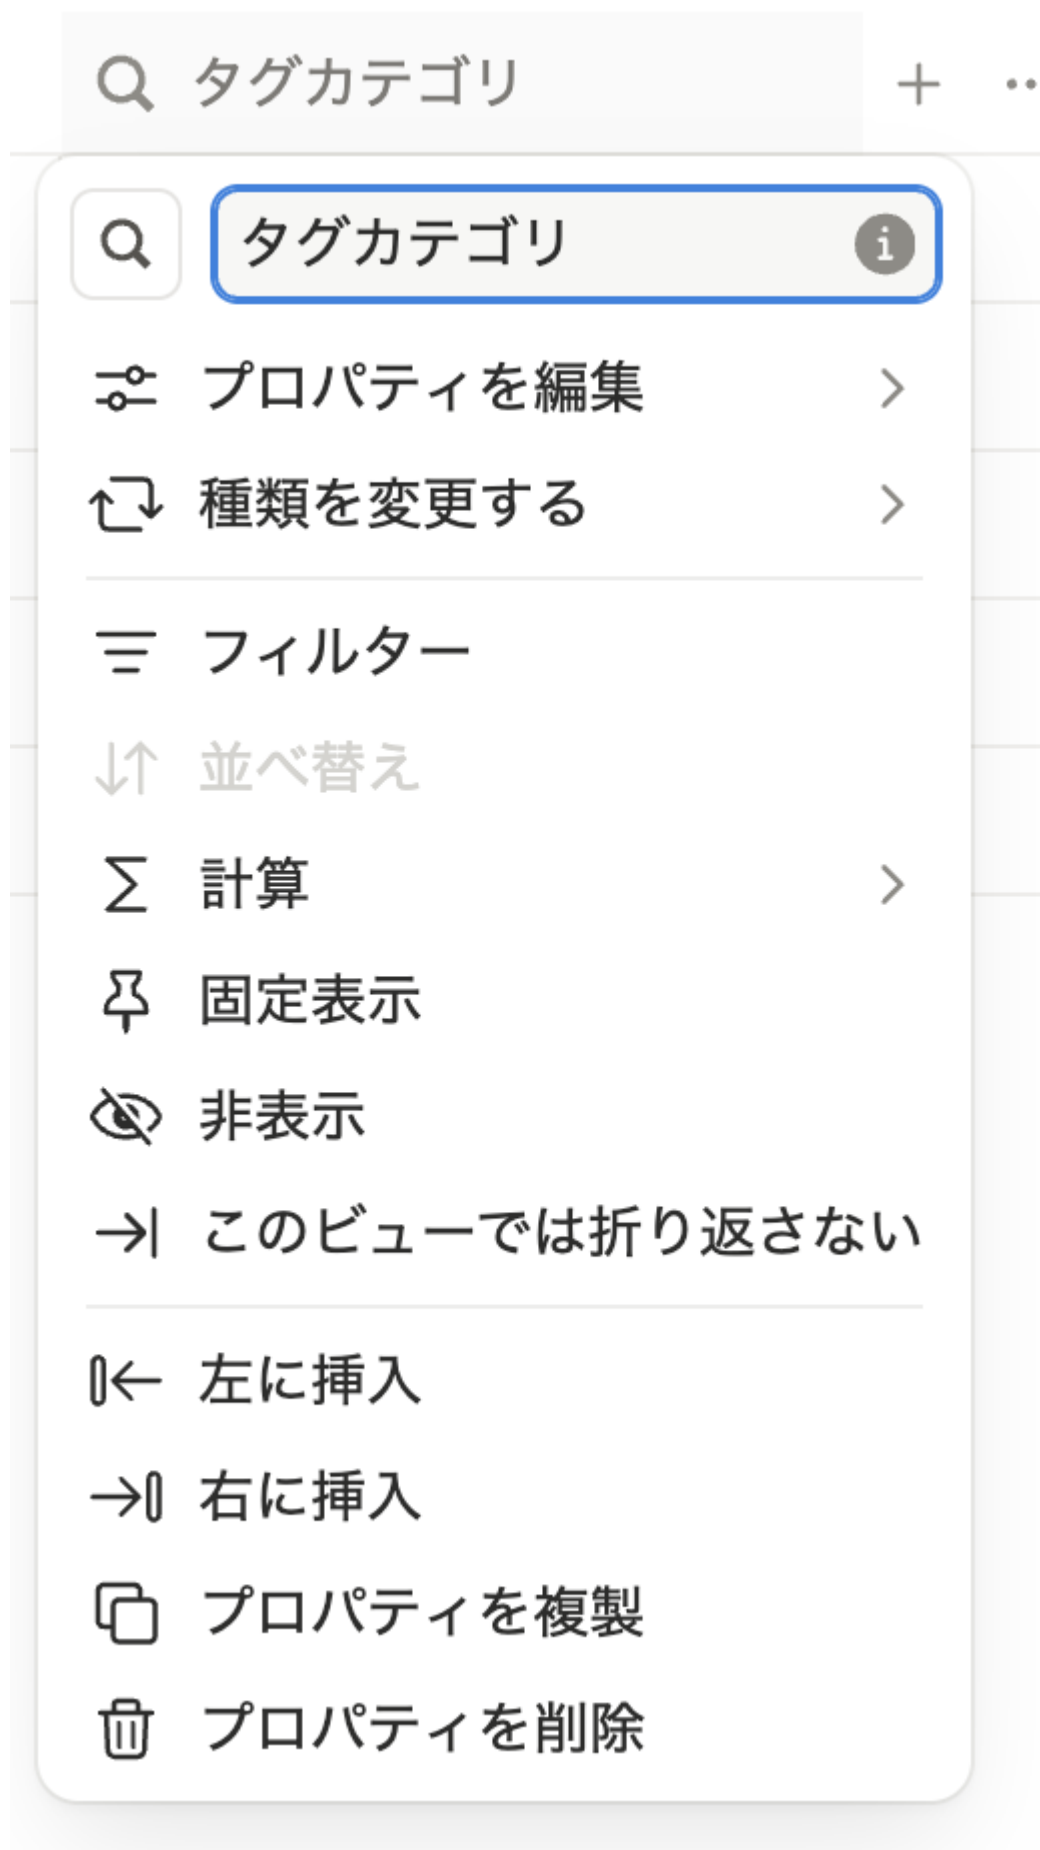 タグカテゴリ
タグカテゴリ
プロパティを編集
種類を変更する
フィルター
並べ替え
計算
固定表示
非表示
このビューでは折り返さない
左に挿入
右に挿入
プロパティを複製
プロパティを削除